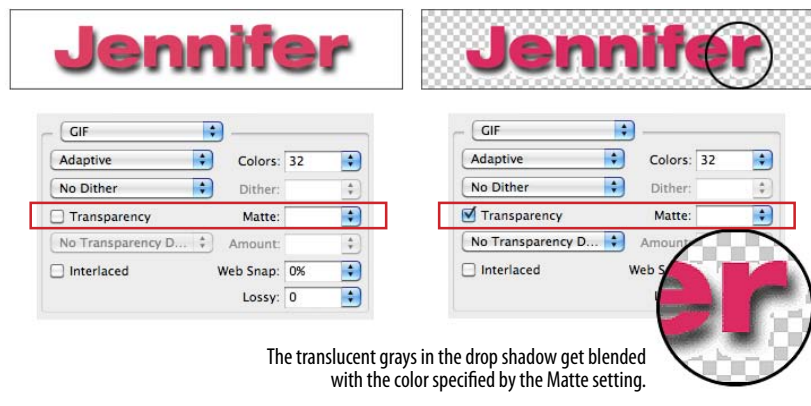 Jennifer
Jennifer
GIF
Adaptive
Colors: 32
No Dither
Dither:
Transparency
Matte:
No Transparency D...
Amount:
Interlaced
Web Snap: 0%
Lossy: 0
GIF
Adaptive
Colors: 32
No Dither
Dither:
Transparency
Matte:
No Transparency D...
Amount
Interlaced
Web S
er
The translucent grays in the drop shadow get blended
with the color specified by the Matte setting.